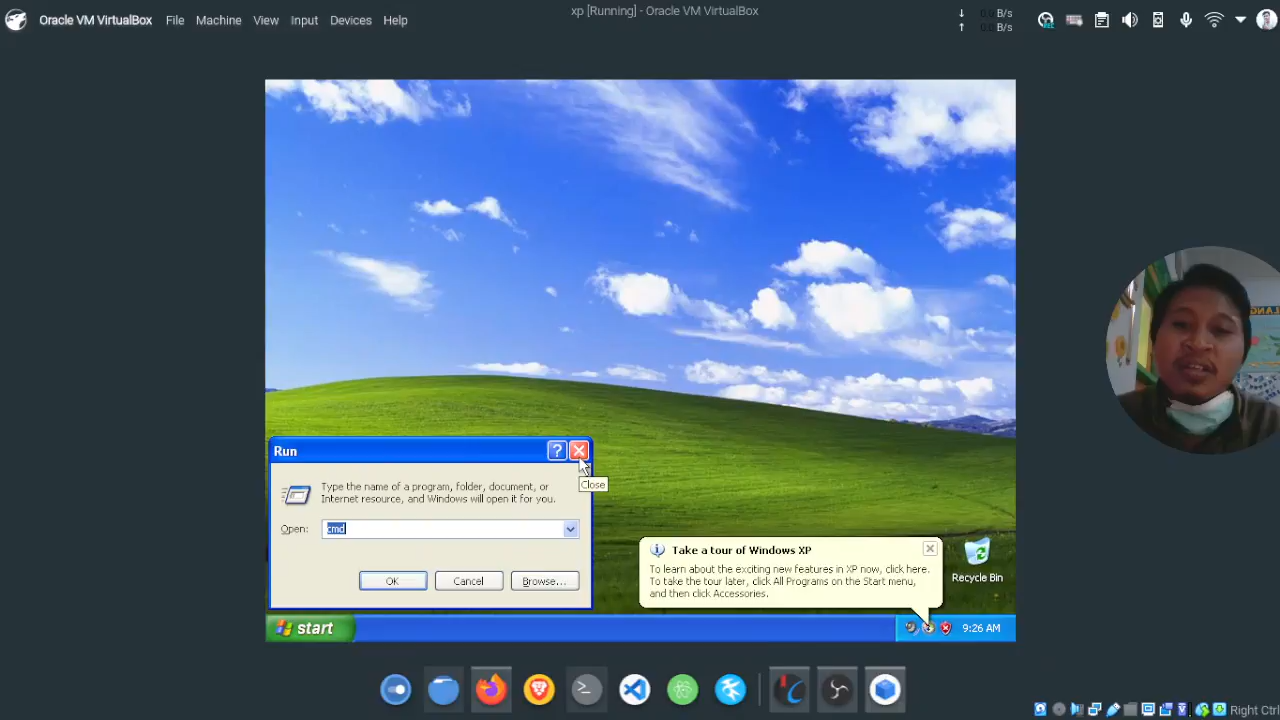 xp [Running] - Oracle VM VirtualBox
Oracle VM VirtualBox File Machine View Input Devices Help
↓ 0.0 B/s
↑ 0.0 B/s
Run
Type the name of a program, folder, document, or
Internet resource, and Windows will open it for you.
Close
Open: cmd
OK Cancel Browse...
Take a tour of Windows XP
To learn about the exciting new features in XP now, click here.
To take the tour later, click All Programs on the Start menu,
and then click Accessories.
Recycle Bin
start
9:26 AM
Right Ctrl